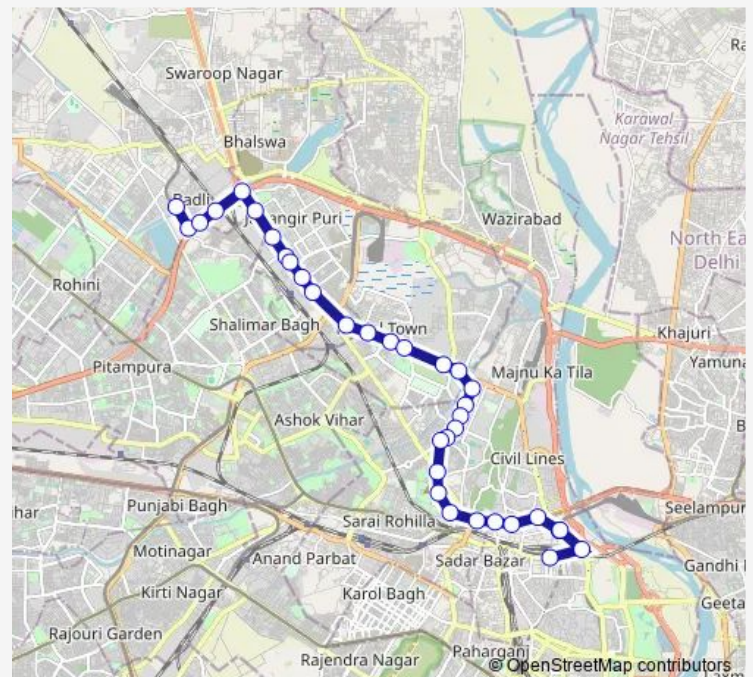 Swaroop Nagar
Karawal
Nagar Tehsil
Bhalswa
Wazirabad
North Ea
Delhi
Rohini
Shalimar Bagh
Khajuri
Pitampura
Majnu Ka Tila
Yamuna
Ashok Vihar
Civil Lines
Punjabi Bagh
Seelampur
har
Sarai Rohilla
Motinagar
Anand Parbat
Sadar Bazar
Gandhi
Kirti Nagar
Karol Bagh
Geeta
Rajouri Garden
Rajendra Nagar
© OpenStreetMap contributors